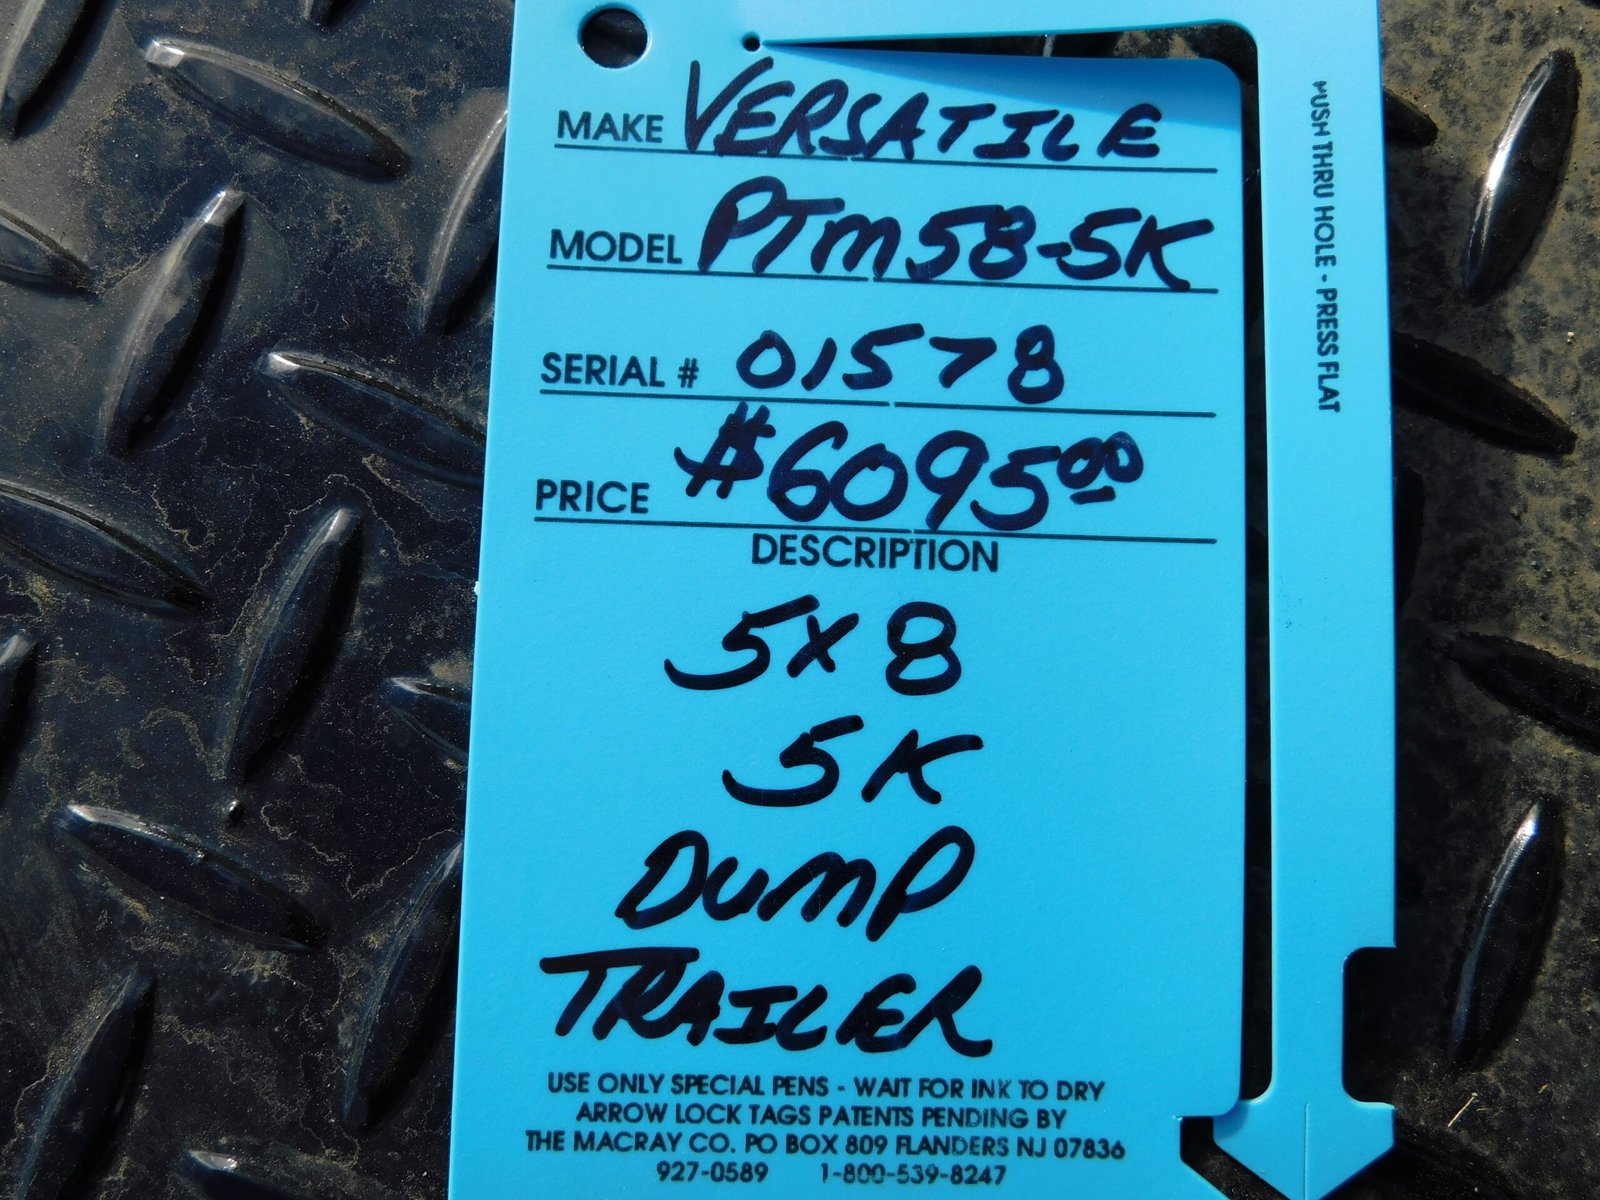 MAKE VERSATILE
MODEL PTM58-5K
SERIAL # 01578
PRICE $6095.00
DESCRIPTION
5x8
5K
DUMP
TRAILER
USE ONLY SPECIAL PENS - WAIT FOR INK TO DRY
ARROW LOCK TAGS PATENTS PENDING BY
THE MACRAY CO. PO BOX 809 FLANDERS NJ 07836
927-0589 1-800-539-8247
PUSH THRU HOLE - PRESS FLAT